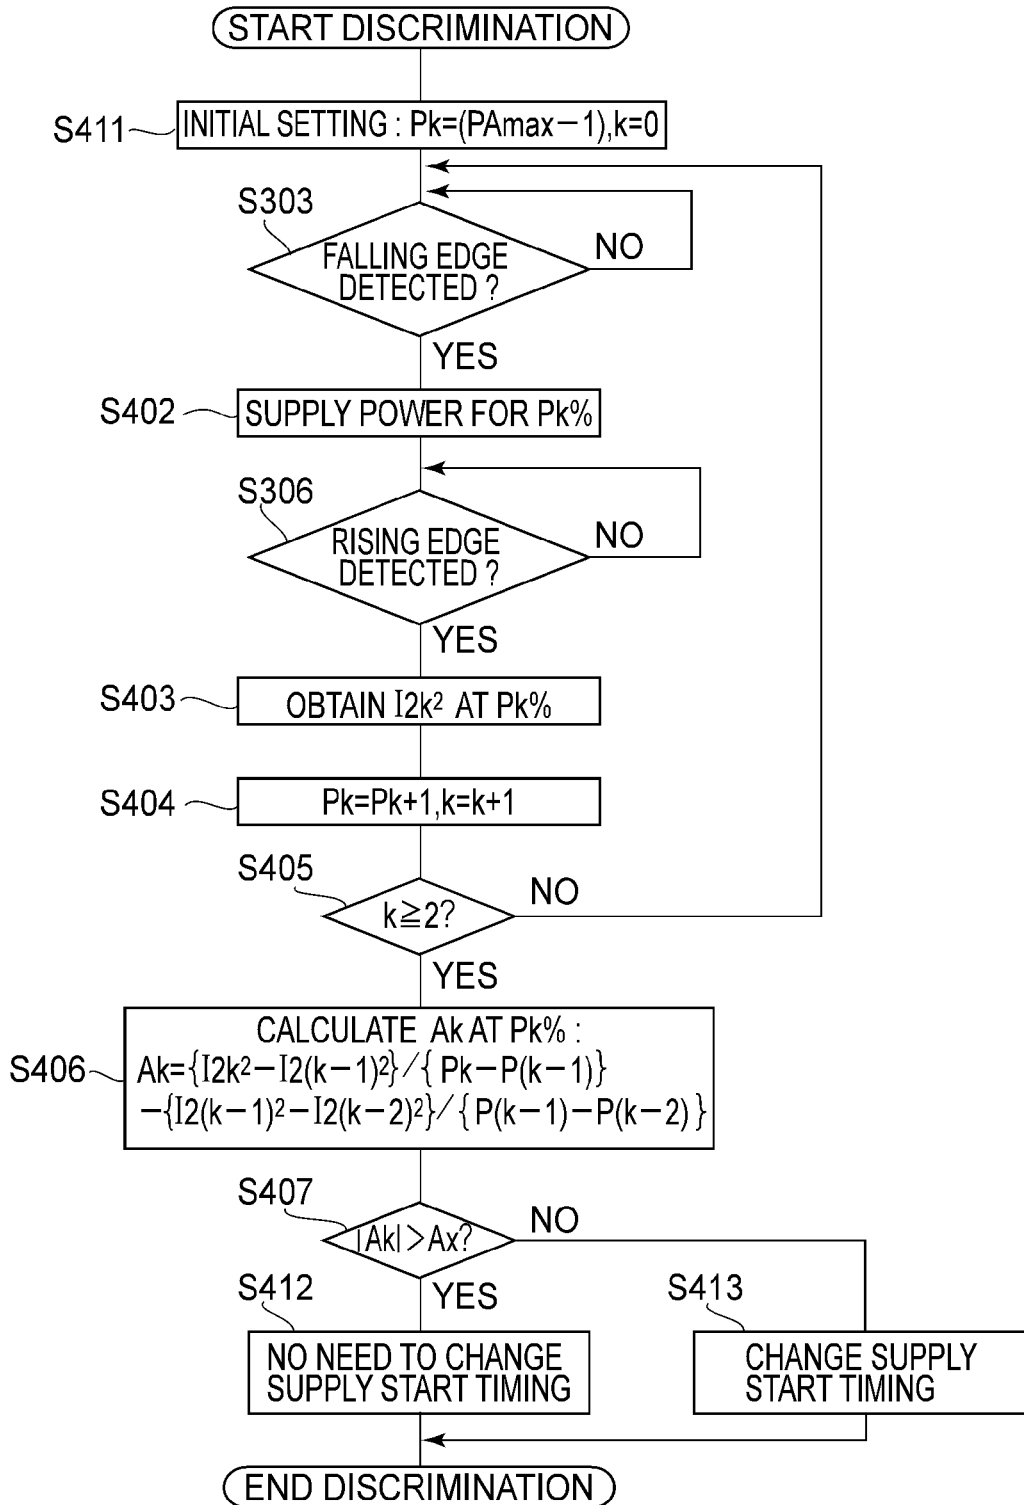 START DISCRIMINATION
S411
INITIAL SETTING : Pk=(PAmax−1),k=0
S303
FALLING EDGE
DETECTED ?
NO
YES
S402
SUPPLY POWER FOR Pk%
S306
RISING EDGE
DETECTED ?
NO
YES
S403
OBTAIN I2k² AT Pk%
S404
Pk=Pk+1,k=k+1
S405
k≧2?
NO
YES
S406
CALCULATE Ak AT Pk% :
Ak={I2k²−I2(k−1)²}/{Pk−P(k−1)}
−{I2(k−1)²−I2(k−2)²}/{P(k−1)−P(k−2)}
S407
|Ak|>Ax?
NO
YES
S412
NO NEED TO CHANGE
SUPPLY START TIMING
S413
CHANGE SUPPLY
START TIMING
END DISCRIMINATION